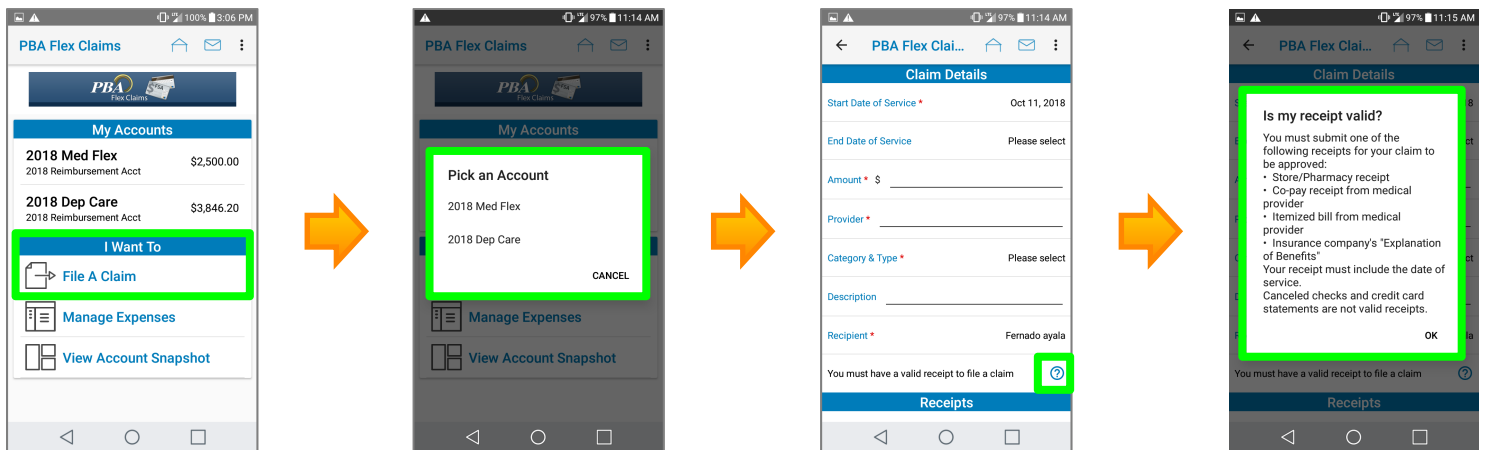 LTE 100% 3:06 PM
PBA Flex Claims
PBA
Flex Claims
VISA
My Accounts
2018 Med Flex
$2,500.00
2018 Reimbursement Acct
2018 Dep Care
$3,846.20
2018 Reimbursement Acct
I Want To
File A Claim
Manage Expenses
View Account Snapshot
LTE 97% 11:14 AM
PBA Flex Claims
PBA
Flex Claims
VISA
My Accounts
Pick an Account
2018 Med Flex
2018 Dep Care
CANCEL
Manage Expenses
View Account Snapshot
LTE 97% 11:14 AM
PBA Flex Clai...
Claim Details
Start Date of Service * Oct 11, 2018
End Date of Service Please select
Amount * $
Provider *
Category & Type * Please select
Description
Recipient * Fernado ayala
You must have a valid receipt to file a claim ?
Receipts
LTE 97% 11:15 AM
PBA Flex Clai...
Claim Details
Is my receipt valid?
You must submit one of the
following receipts for your claim to
be approved:
• Store/Pharmacy receipt
• Co-pay receipt from medical
provider
• Itemized bill from medical
provider
• Insurance company's "Explanation
of Benefits"
Your receipt must include the date of
service.
Canceled checks and credit card
statements are not valid receipts.
OK
You must have a valid receipt to file a claim ?
Receipts